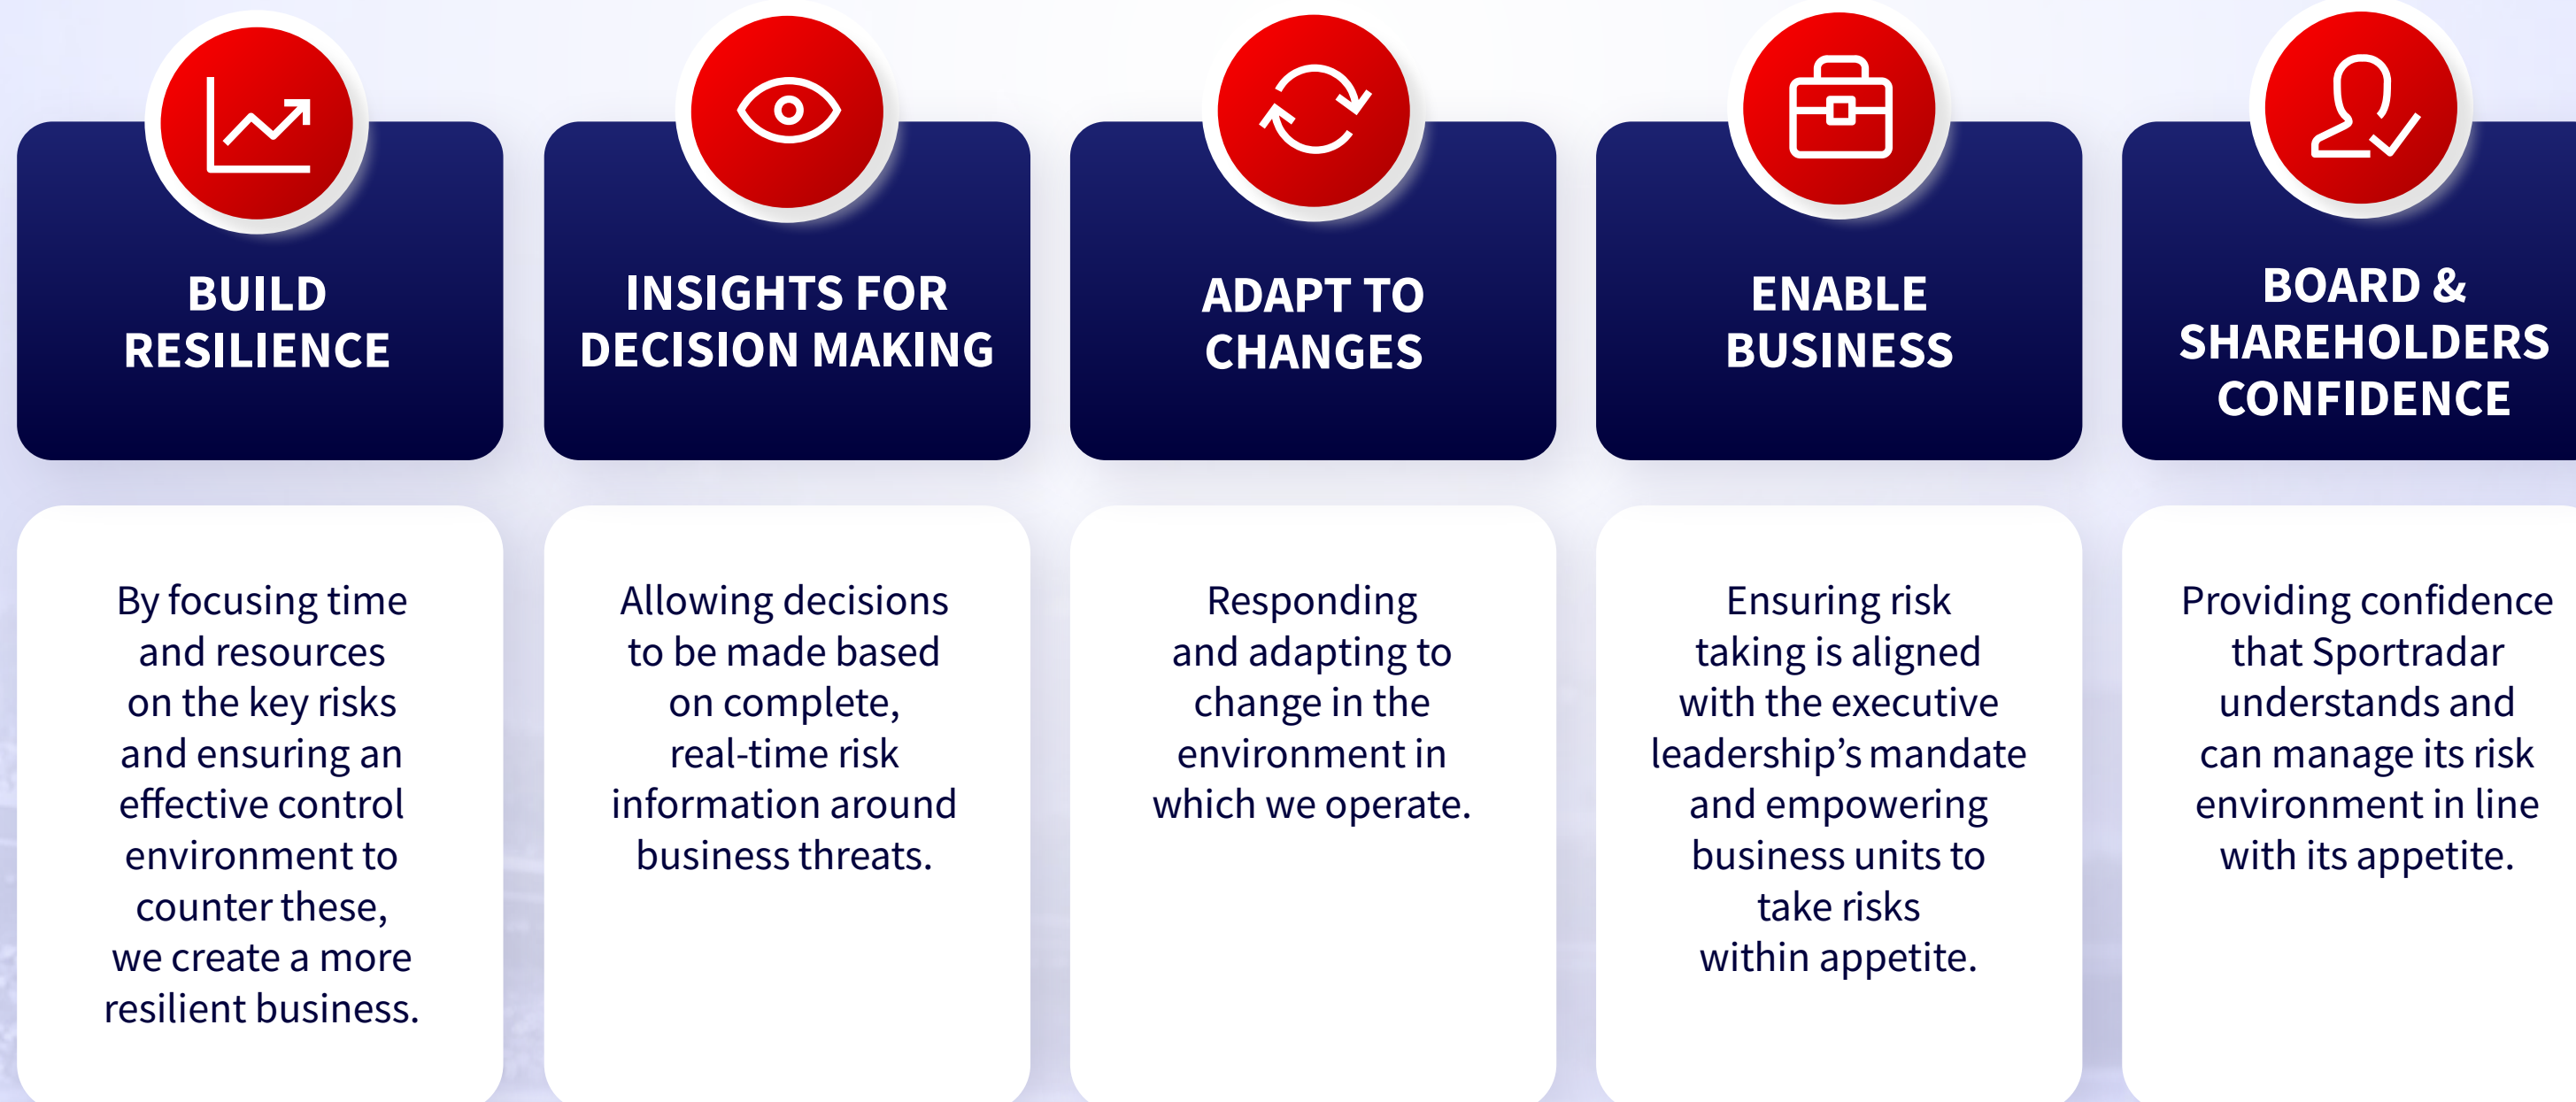 BUILD
RESILIENCE
By focusing time
and resources
on the key risks
and ensuring an
effective control
environment to
counter these,
we create a more
resilient business.
INSIGHTS FOR
DECISION MAKING
Allowing decisions
to be made based
on complete,
real-time risk
information around
business threats.
ADAPT TO
CHANGES
Responding
and adapting to
change in the
environment in
which we operate.
ENABLE
BUSINESS
Ensuring risk
taking is aligned
with the executive
leadership’s mandate
and empowering
business units to
take risks
within appetite.
BOARD &
SHAREHOLDERS
CONFIDENCE
Providing confidence
that Sportradar
understands and
can manage its risk
environment in line
with its appetite.